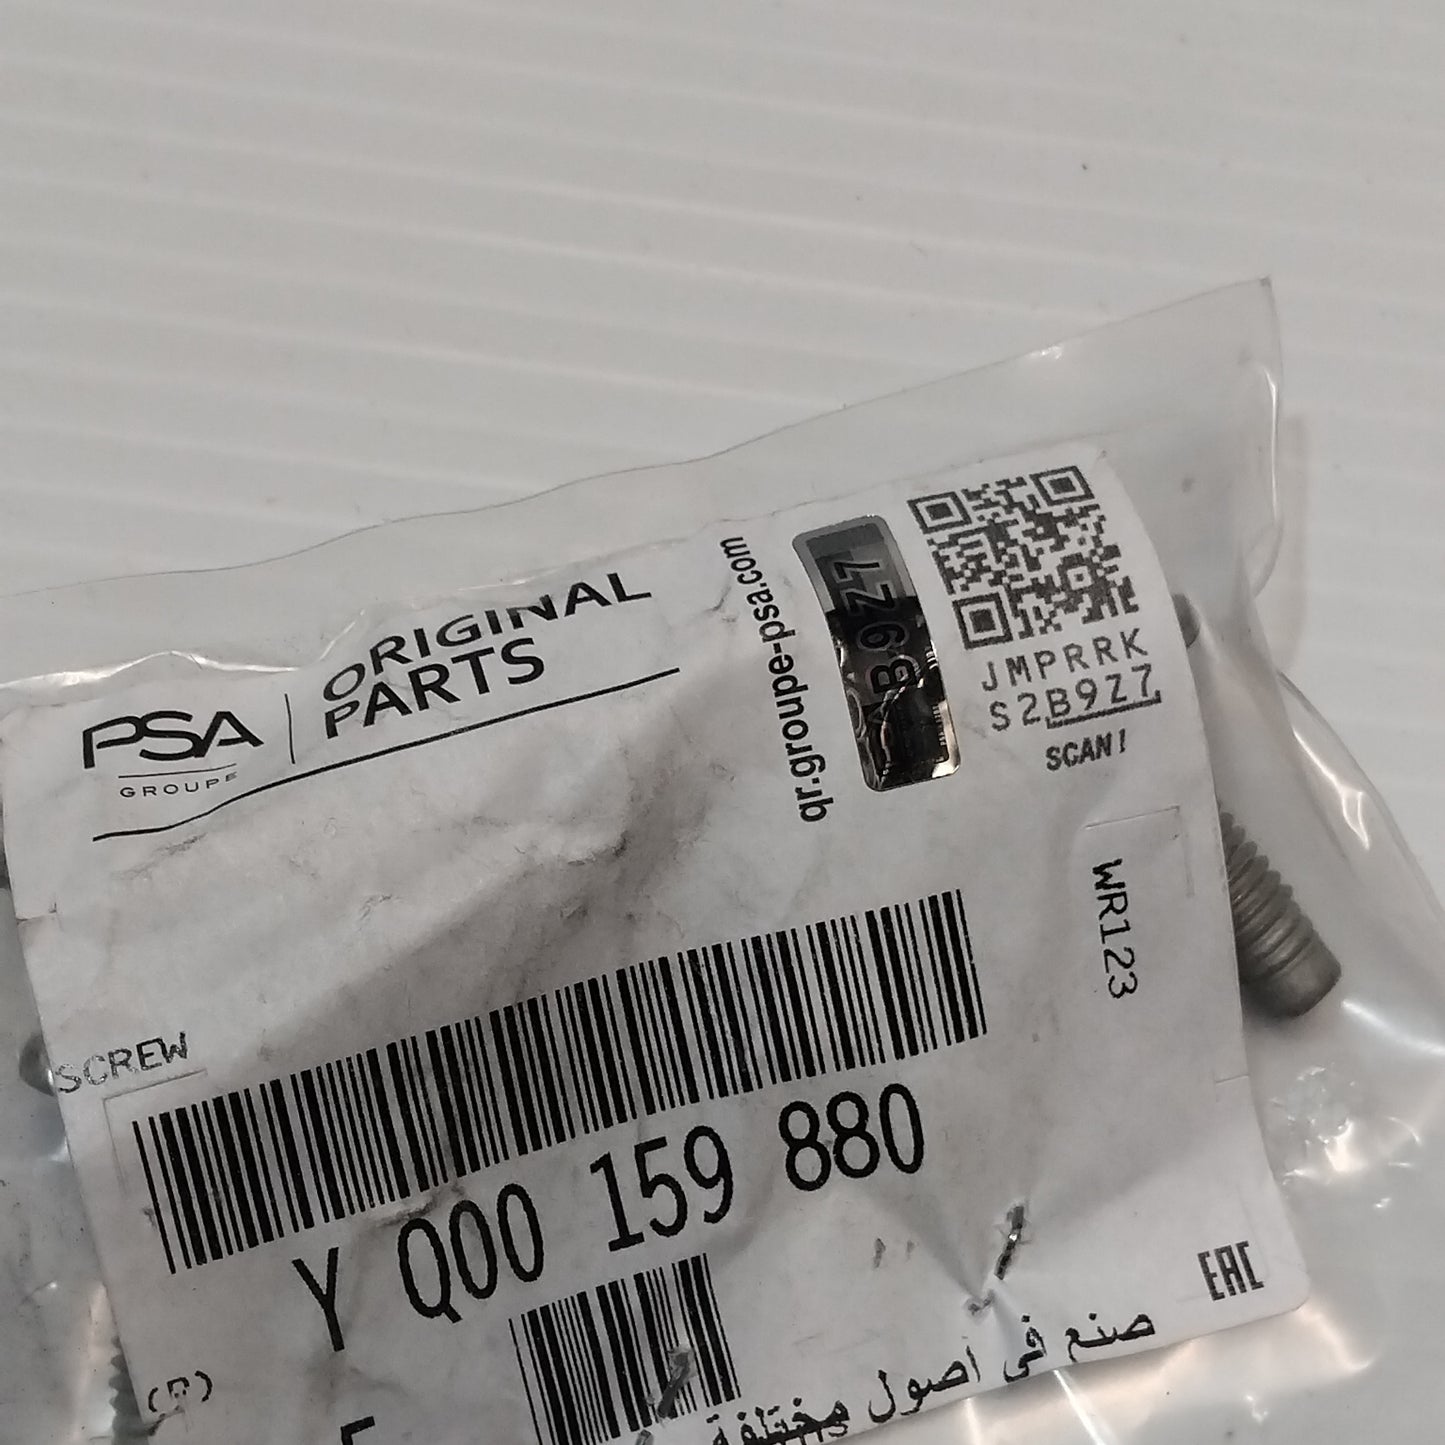 PSA
GROUPE
ORIGINAL
PARTS
qr.groupe-psa.com
B9Z7
JMPRRK
S2B9Z7
SCAN!
WR123
SCREW
Y Q00 159 880
EAC
صنع في أصول مختلفة